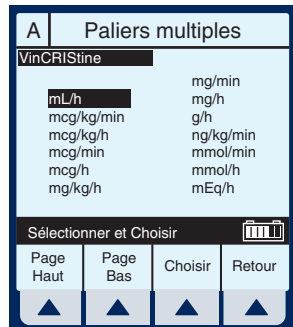 A Paliers multiples
VinCRIStine
mL/h
mcg/kg/min
mcg/kg/h
mcg/min
mcg/h
mg/kg/h
mg/min
mg/h
g/h
ng/kg/min
mmol/min
mmol/h
mEq/h
Sélectionner et Choisir
Page Haut
Page Bas
Choisir
Retour